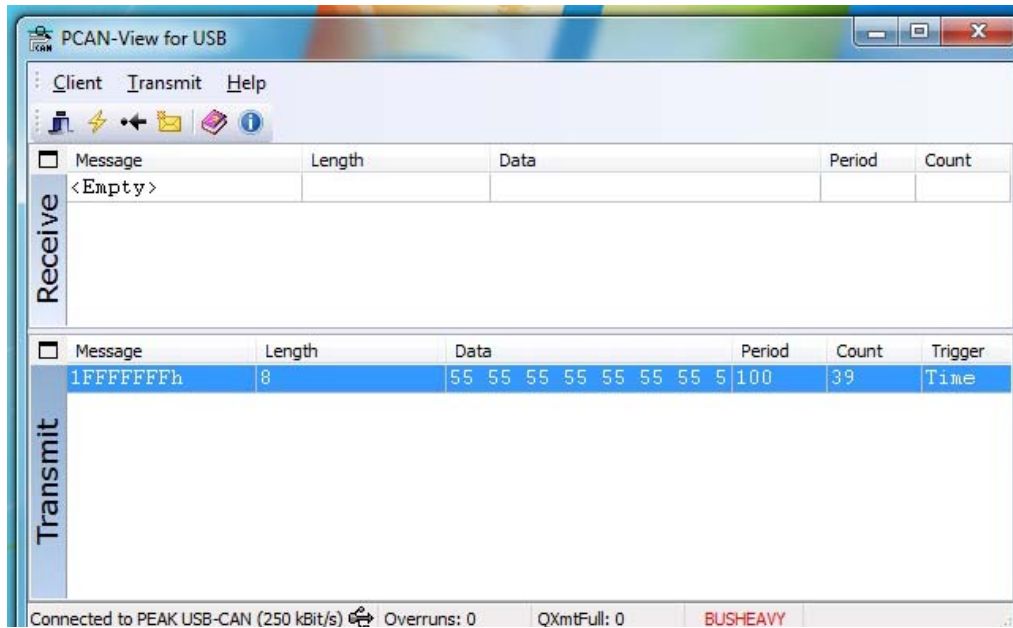 PCAN-View for USB
Client Transmit Help
Message Length Data Period Count
<Empty>
Receive
Message Length Data Period Count Trigger
1FFFFFFFh 8 55 55 55 55 55 55 55 5 100 39 Time
Transmit
Connected to PEAK USB-CAN (250 kBit/s) Overruns: 0 QXmtFull: 0 BUSHEAVY